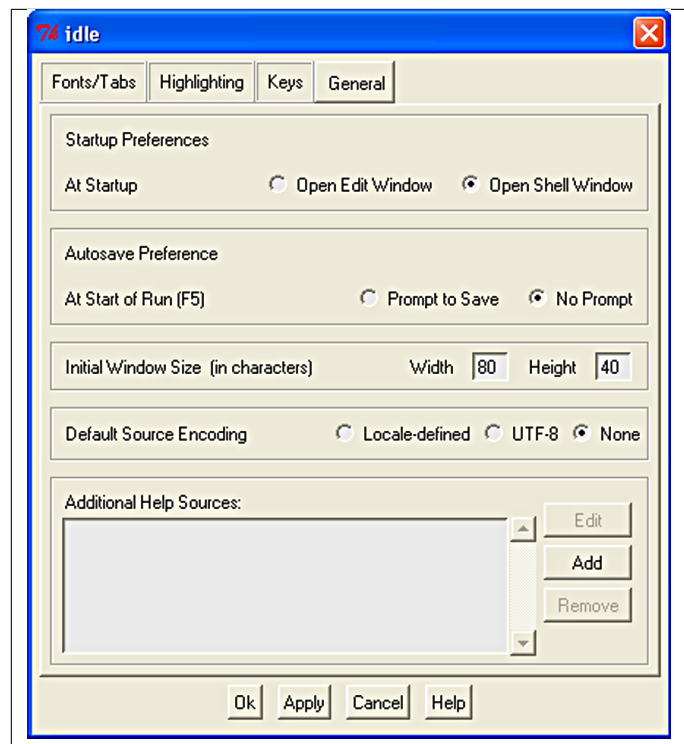 idle
Fonts/Tabs Highlighting Keys General
Startup Preferences
At Startup Open Edit Window Open Shell Window
Autosave Preference
At Start of Run (F5) Prompt to Save No Prompt
Initial Window Size (in characters) Width 80 Height 40
Default Source Encoding Locale-defined UTF-8 None
Additional Help Sources:
Edit
Add
Remove
Ok Apply Cancel Help